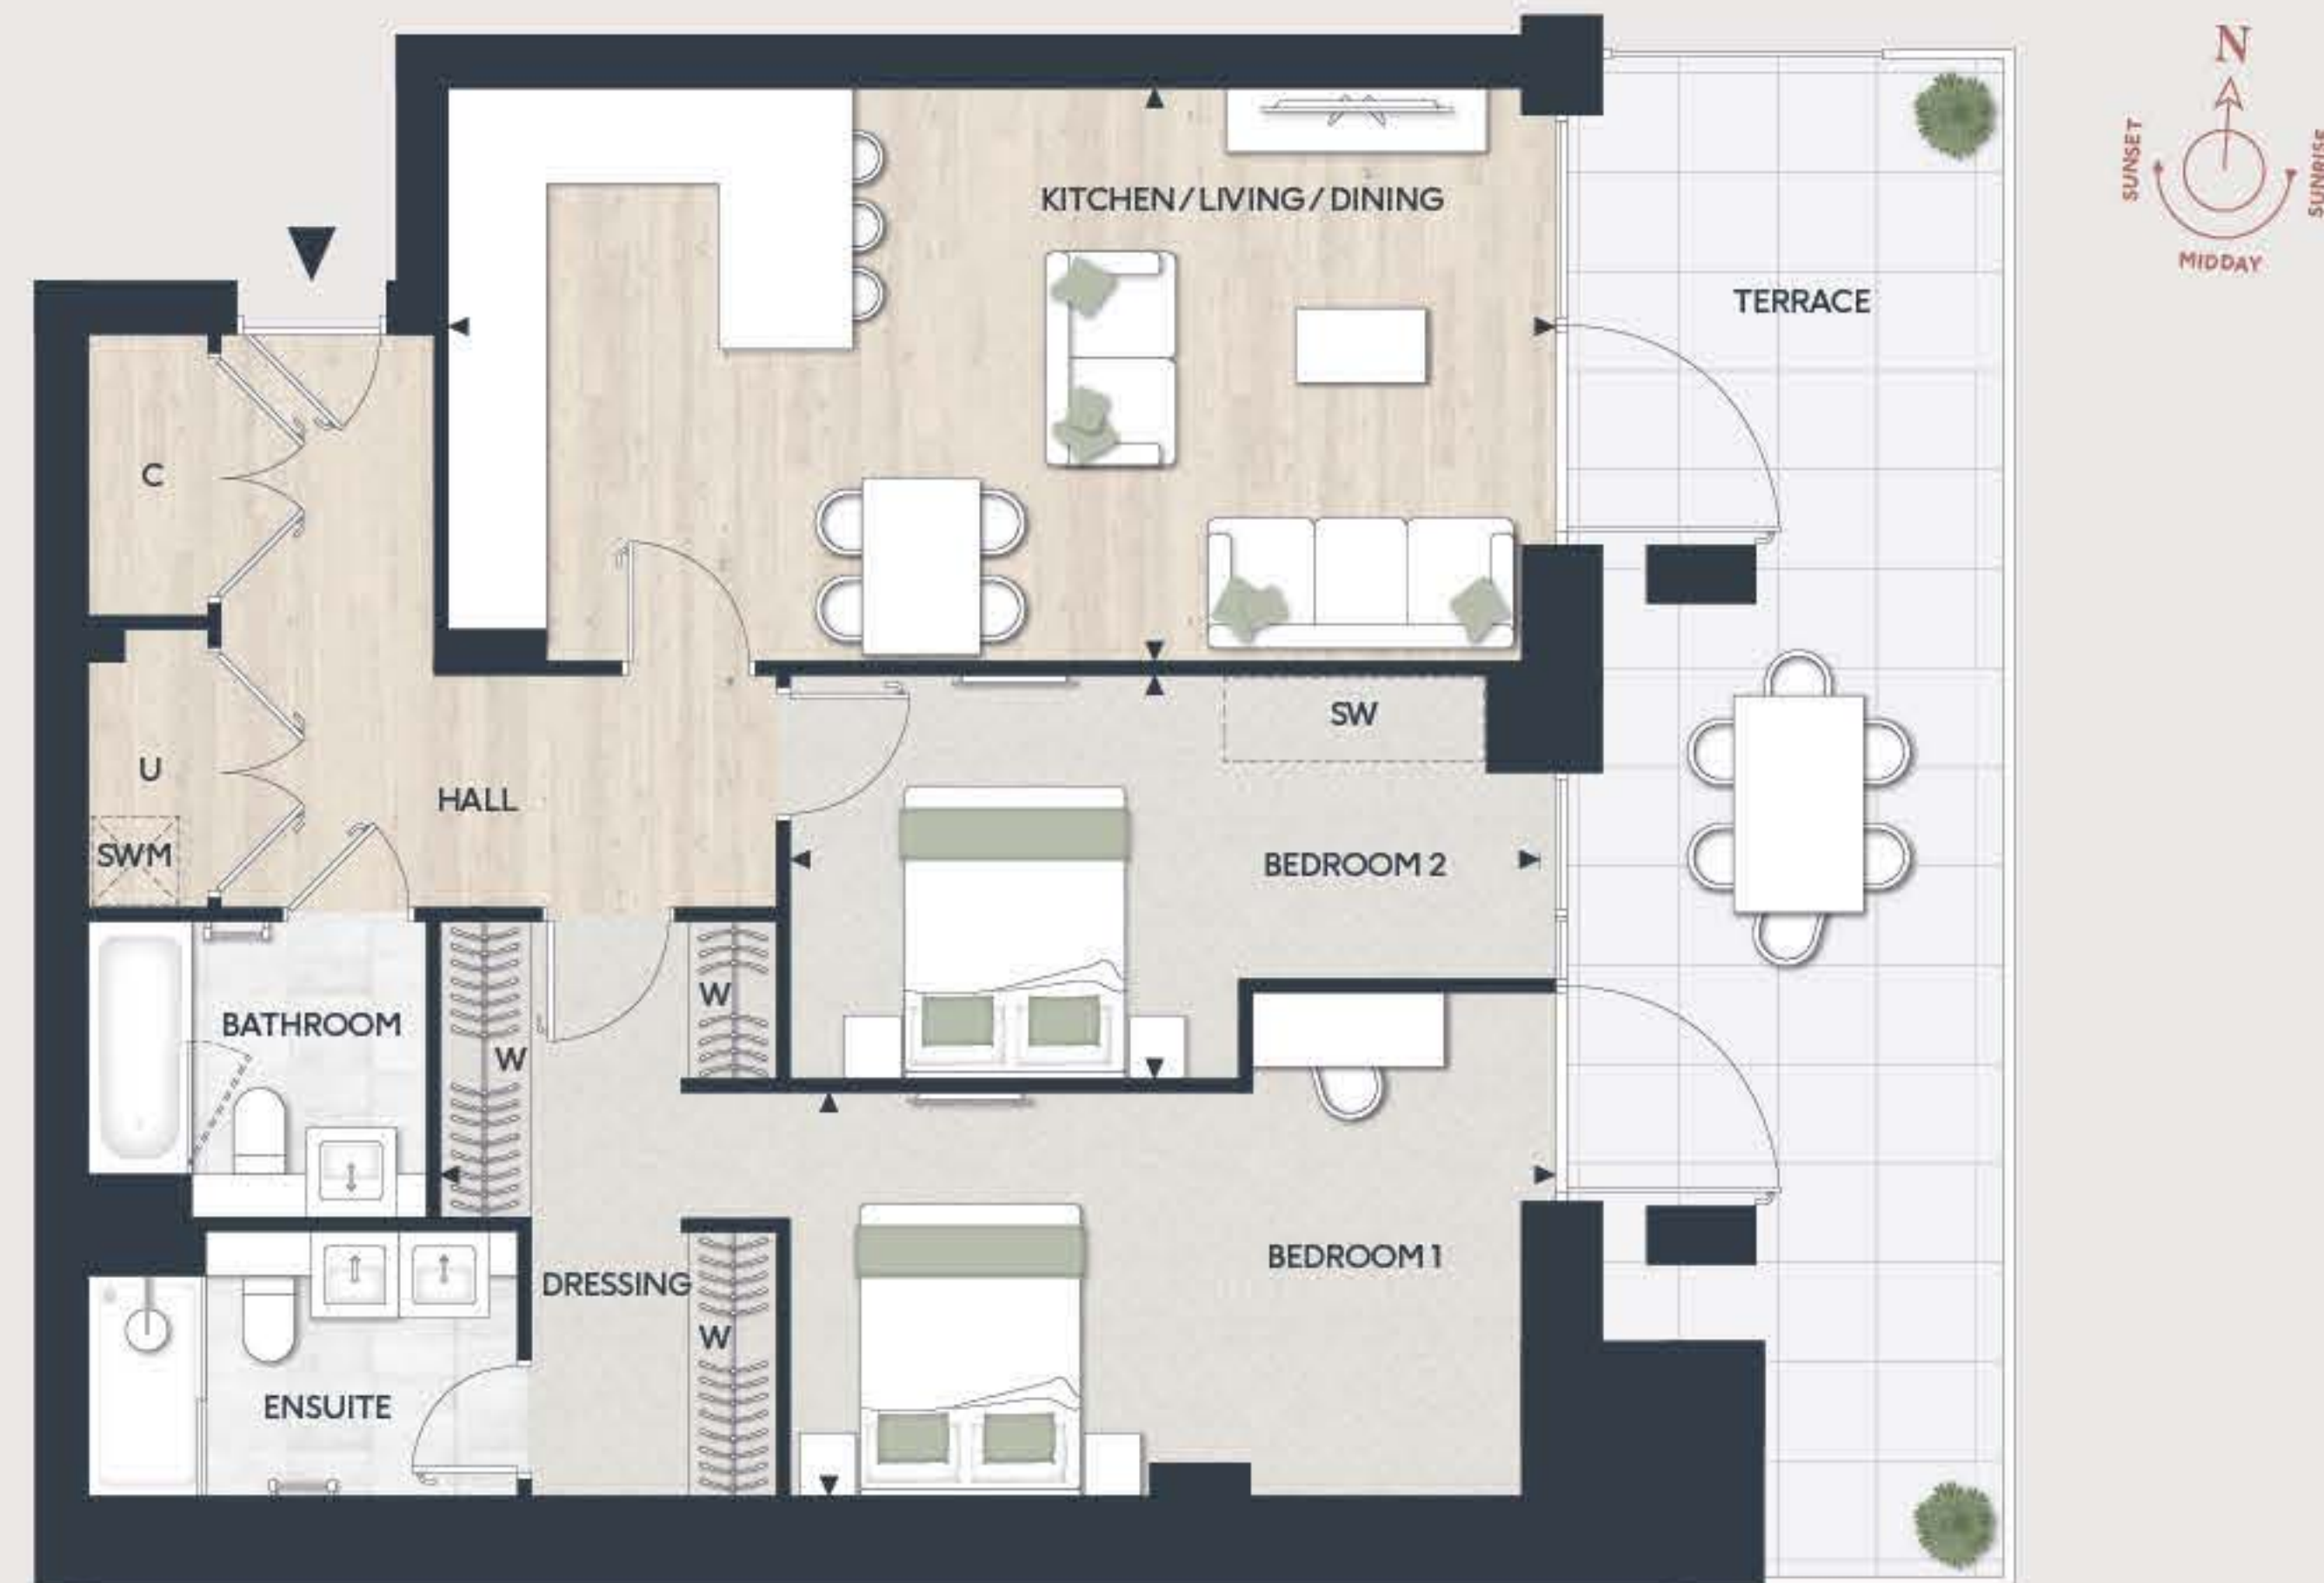 N
SUNSET
SUNRISE
MIDDAY
KITCHEN / LIVING / DINING
TERRACE
C
SW
U
HALL
SWM
BEDROOM 2
W
BATHROOM
W
BEDROOM 1
DRESSING
W
ENSUITE